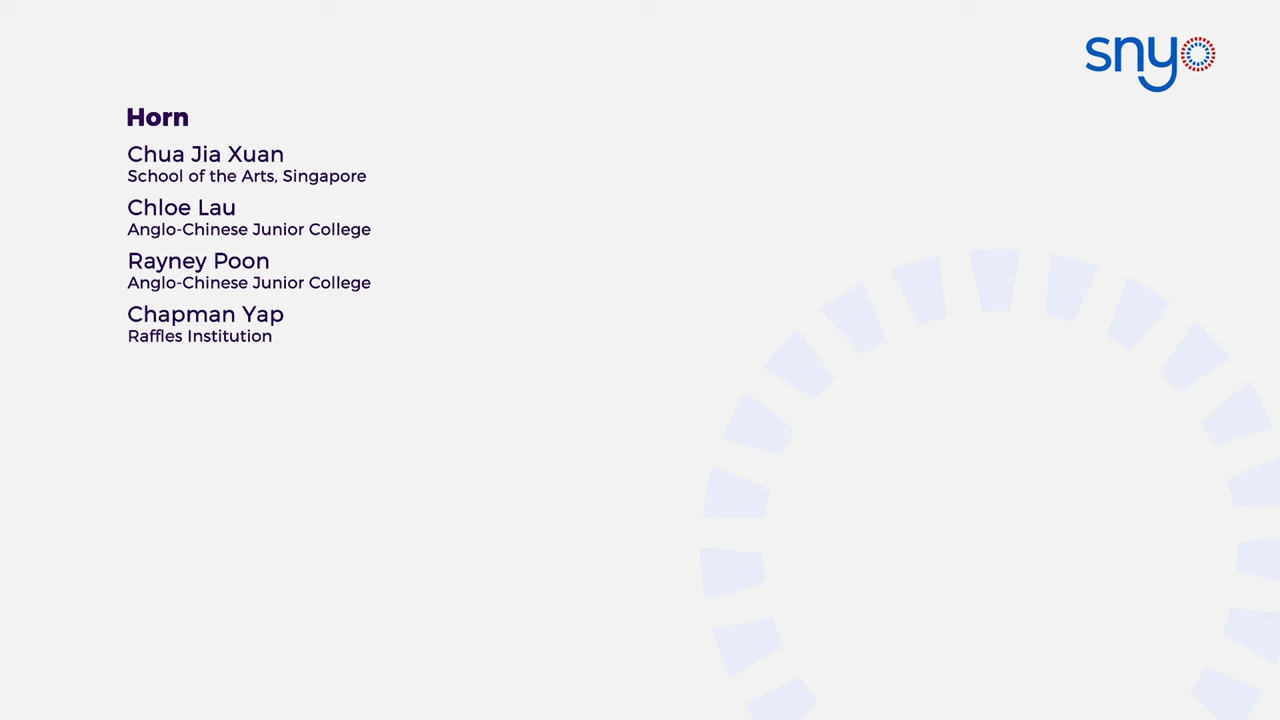 snyo
Horn
Chua Jia Xuan
School of the Arts, Singapore
Chloe Lau
Anglo-Chinese Junior College
Rayney Poon
Anglo-Chinese Junior College
Chapman Yap
Raffles Institution